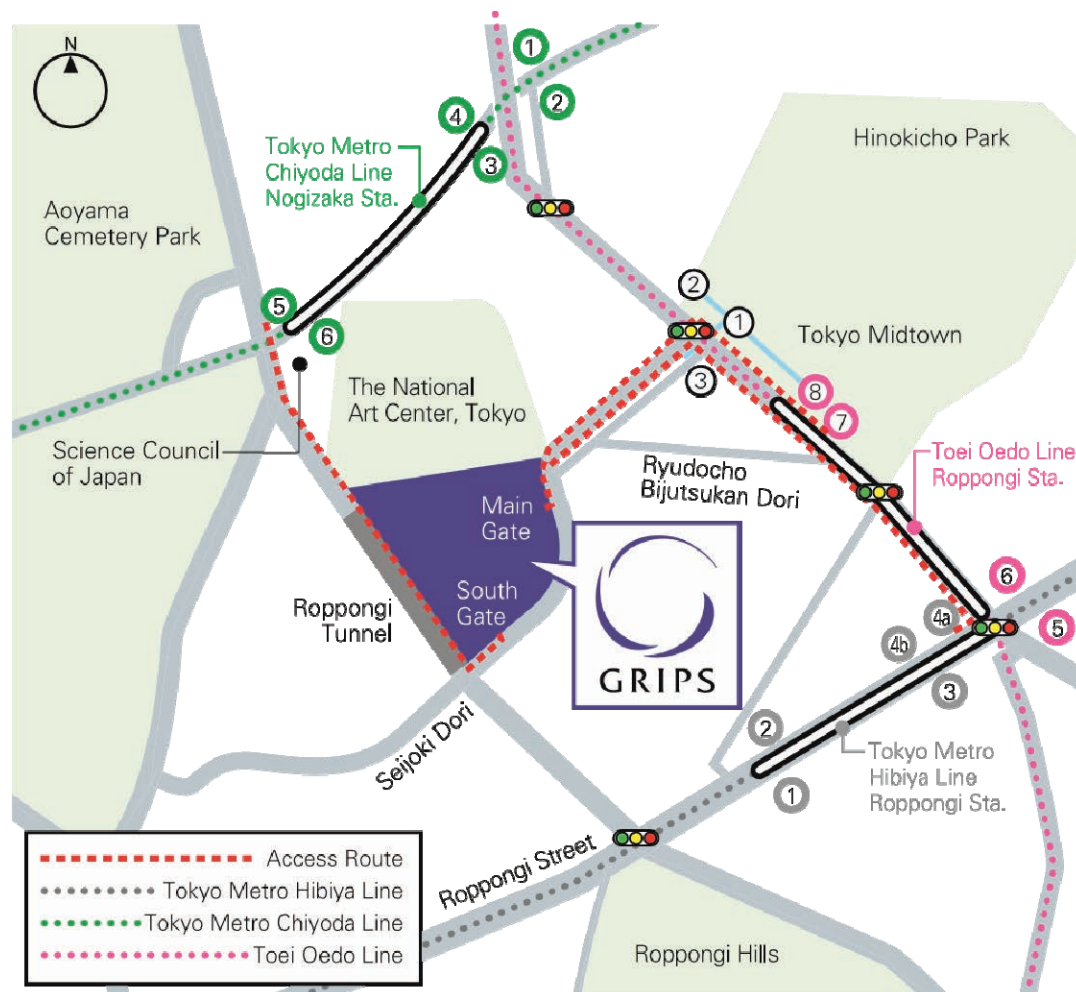 N
1
2
4
3
Tokyo Metro
Chiyoda Line
Nogizaka Sta.
Hinokicho Park
Aoyama
Cemetery Park
5
6
2
1
3
Tokyo Midtown
8
7
The National
Art Center, Tokyo
Science Council
of Japan
Ryudocho
Bijutsukan Dori
Toei Oedo Line
Roppongi Sta.
Main
Gate
South
Gate
Roppongi
Tunnel
GRIPS
6
5
4a
4b
3
2
1
Tokyo Metro
Hibiya Line
Roppongi Sta.
Seijoki Dori
Roppongi Street
Roppongi Hills
Access Route
Tokyo Metro Hibiya Line
Tokyo Metro Chiyoda Line
Toei Oedo Line